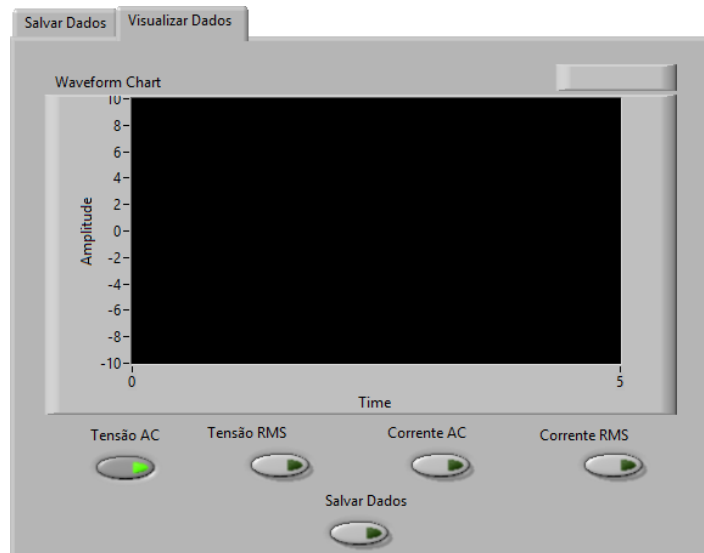 Salvar Dados Visualizar Dados
Waveform Chart
10
8
6
4
2
0
-2
-4
-6
-8
-10
Amplitude
0 5
Time
Tensão AC Tensão RMS Corrente AC Corrente RMS
Salvar Dados